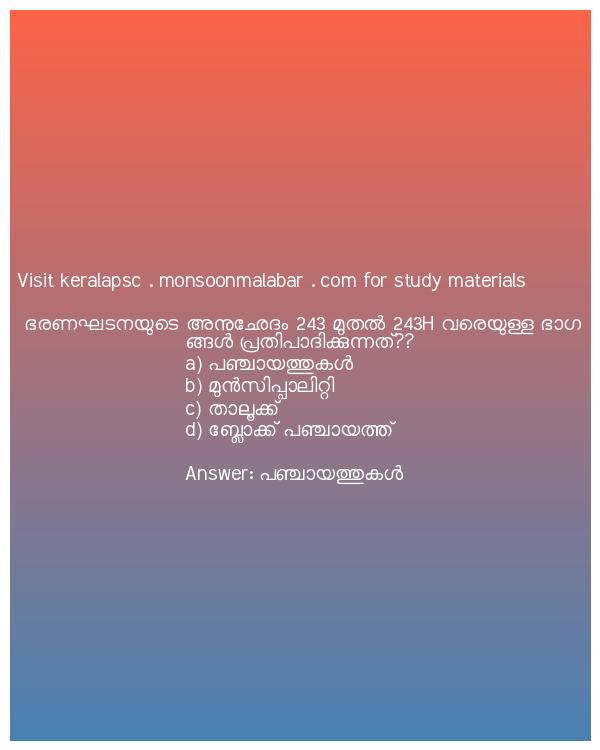 Visit keralapsc . monsoonmalabar . com for study materials
ഭരണഘടനയുടെ അനുഛേദം 243 മുതൽ 243H വരെയുള്ള ഭാഗ
ങ്ങൾ പ്രതിപാദിക്കുന്നത്??
a) പഞ്ചായത്തുകൾ
b) മുൻസിപ്പാലിറ്റി
c) താലൂക്ക്
d) ബ്ലോക്ക് പഞ്ചായത്ത്
Answer: പഞ്ചായത്തുകൾ